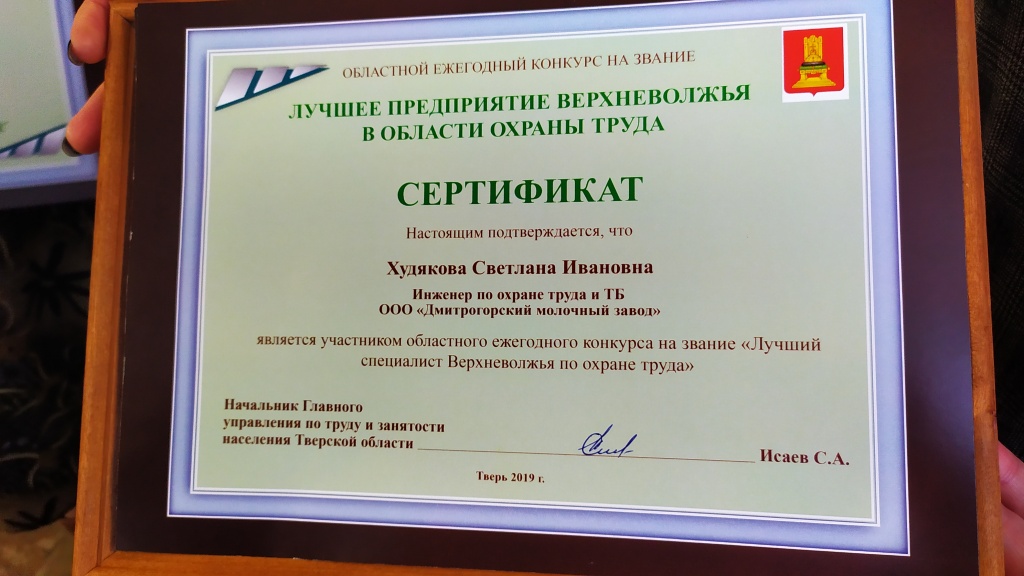 ОБЛАСТНОЙ ЕЖЕГОДНЫЙ КОНКУРС НА ЗВАНИЕ
ЛУЧШЕЕ ПРЕДПРИЯТИЕ ВЕРХНЕВОЛЖЬЯ
В ОБЛАСТИ ОХРАНЫ ТРУДА
СЕРТИФИКАТ
Настоящим подтверждается, что
Худякова Светлана Ивановна
Инженер по охране труда и ТБ
ООО «Дмитрогорский молочный завод»
является участником областного ежегодного конкурса на звание «Лучший
специалист Верхневолжья по охране труда»
Начальник Главного
управления по труду и занятости
населения Тверской области
Исаев С.А.
Тверь 2019 г.